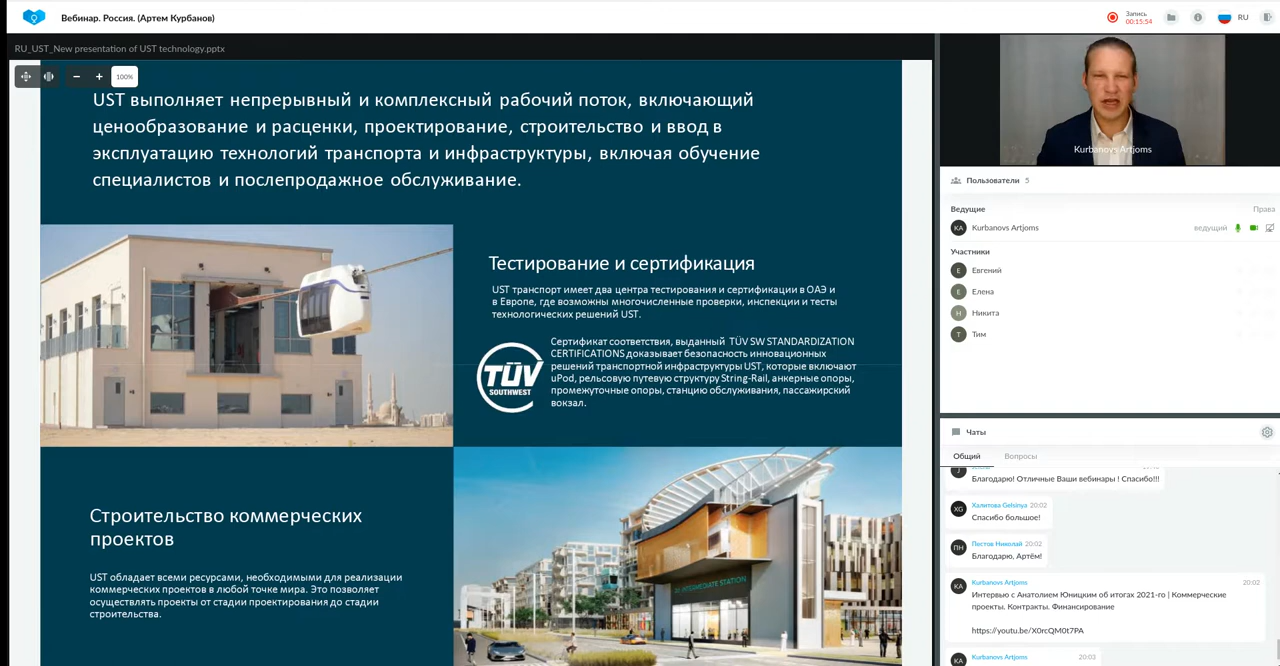 Вебинар. Россия. (Артем Курбанов)
Запись
00:15:54
RU
RU_UST_New presentation of UST technology.pptx
100%
UST выполняет непрерывный и комплексный рабочий поток, включающий
ценообразование и расценки, проектирование, строительство и ввод в
эксплуатацию технологий транспорта и инфраструктуры, включая обучение
специалистов и послепродажное обслуживание.
Тестирование и сертификация
UST транспорт имеет два центра тестирования и сертификации в ОАЭ и
в Европе, где возможны многочисленные проверки, инспекции и тесты
технологических решений UST.
TÜV
SOUTHWEST
Сертификат соответствия, выданный TÜV SW STANDARDIZATION
CERTIFICATIONS доказывает безопасность инновационных
решений транспортной инфраструктуры UST, которые включают
uPod, рельсовую путевую структуру String-Rail, анкерные опоры,
промежуточные опоры, станцию обслуживания, пассажирский
вокзал.
Строительство коммерческих
проектов
UST обладает всеми ресурсами, необходимыми для реализации
коммерческих проектов в любой точке мира. Это позволяет
осуществлять проекты от стадии проектирования до стадии
строительства.
INTERMEDIATE STATION
Kurbanovs Artjoms
Пользователи 5
Ведущие Права
KA Kurbanovs Artjoms ведущий
Участники
Е Евгений
Е Елена
Н Никита
Т Тим
Чаты
Общий Вопросы
J
Благодарю! Отличные Ваши вебинары ! Спасибо!!!
XG Халитова Gelsinya 20:02
Спасибо большое!
ПН Пестов Николай 20:02
Благодарю, Артём!
KA Kurbanovs Artjoms 20:02
Интервью с Анатолием Юницким об итогах 2021-го | Коммерческие
проекты. Контракты. Финансирование
https://youtu.be/X0rcQM0t7PA
KA Kurbanovs Artjoms 20:03